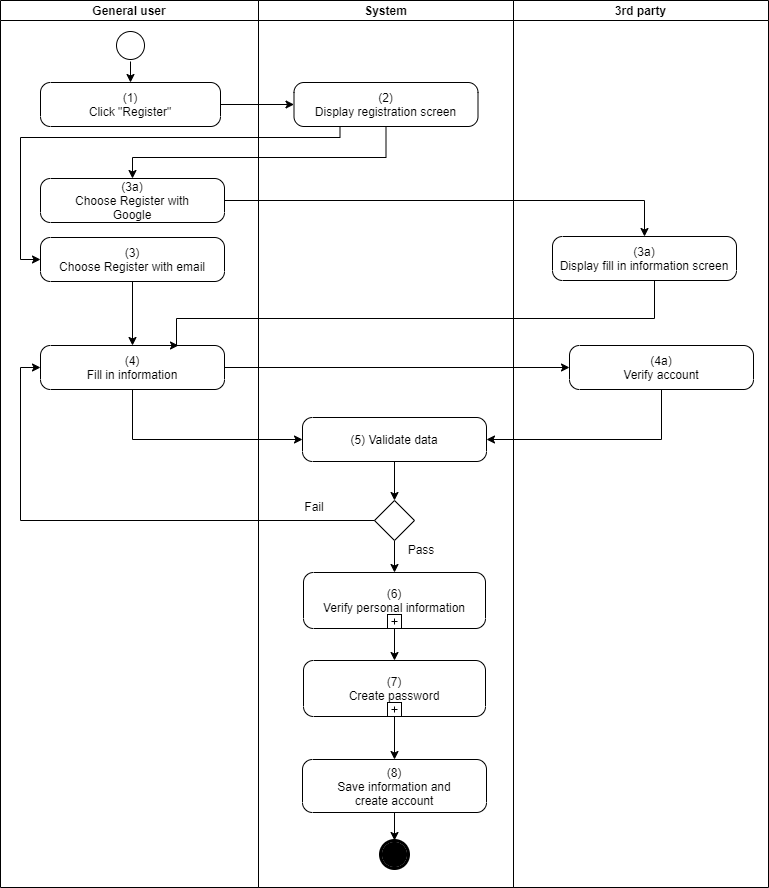 General user
System
3rd party
(1)
Click "Register"
(2)
Display registration screen
(3a)
Choose Register with
Google
(3)
Choose Register with email
(3a)
Display fill in information screen
(4)
Fill in information
(4a)
Verify account
(5) Validate data
Fail
Pass
(6)
Verify personal information
+
(7)
Create password
+
(8)
Save information and
create account